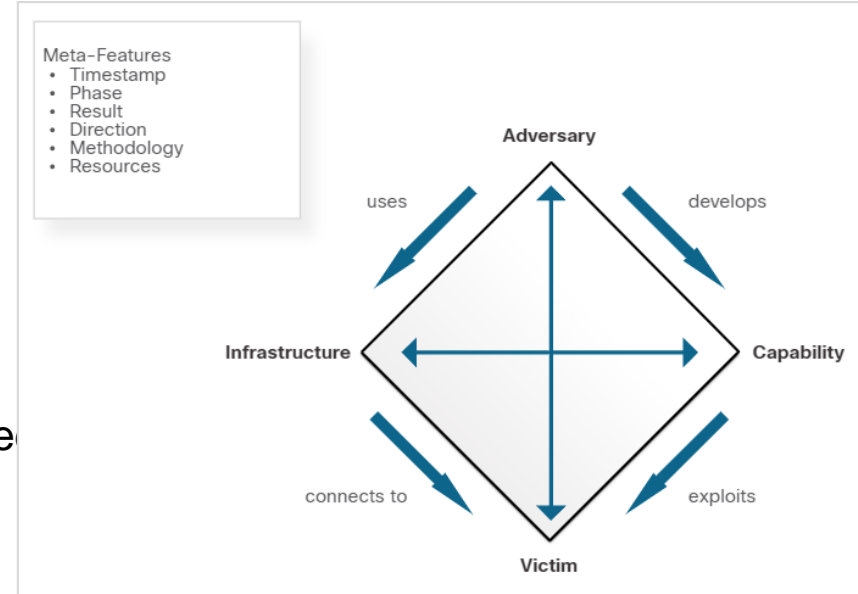 Meta-Features
• Timestamp
• Phase
• Result
• Direction
• Methodology
• Resources
Adversary
uses
develops
Infrastructure
Capability
connects to
exploits
Victim